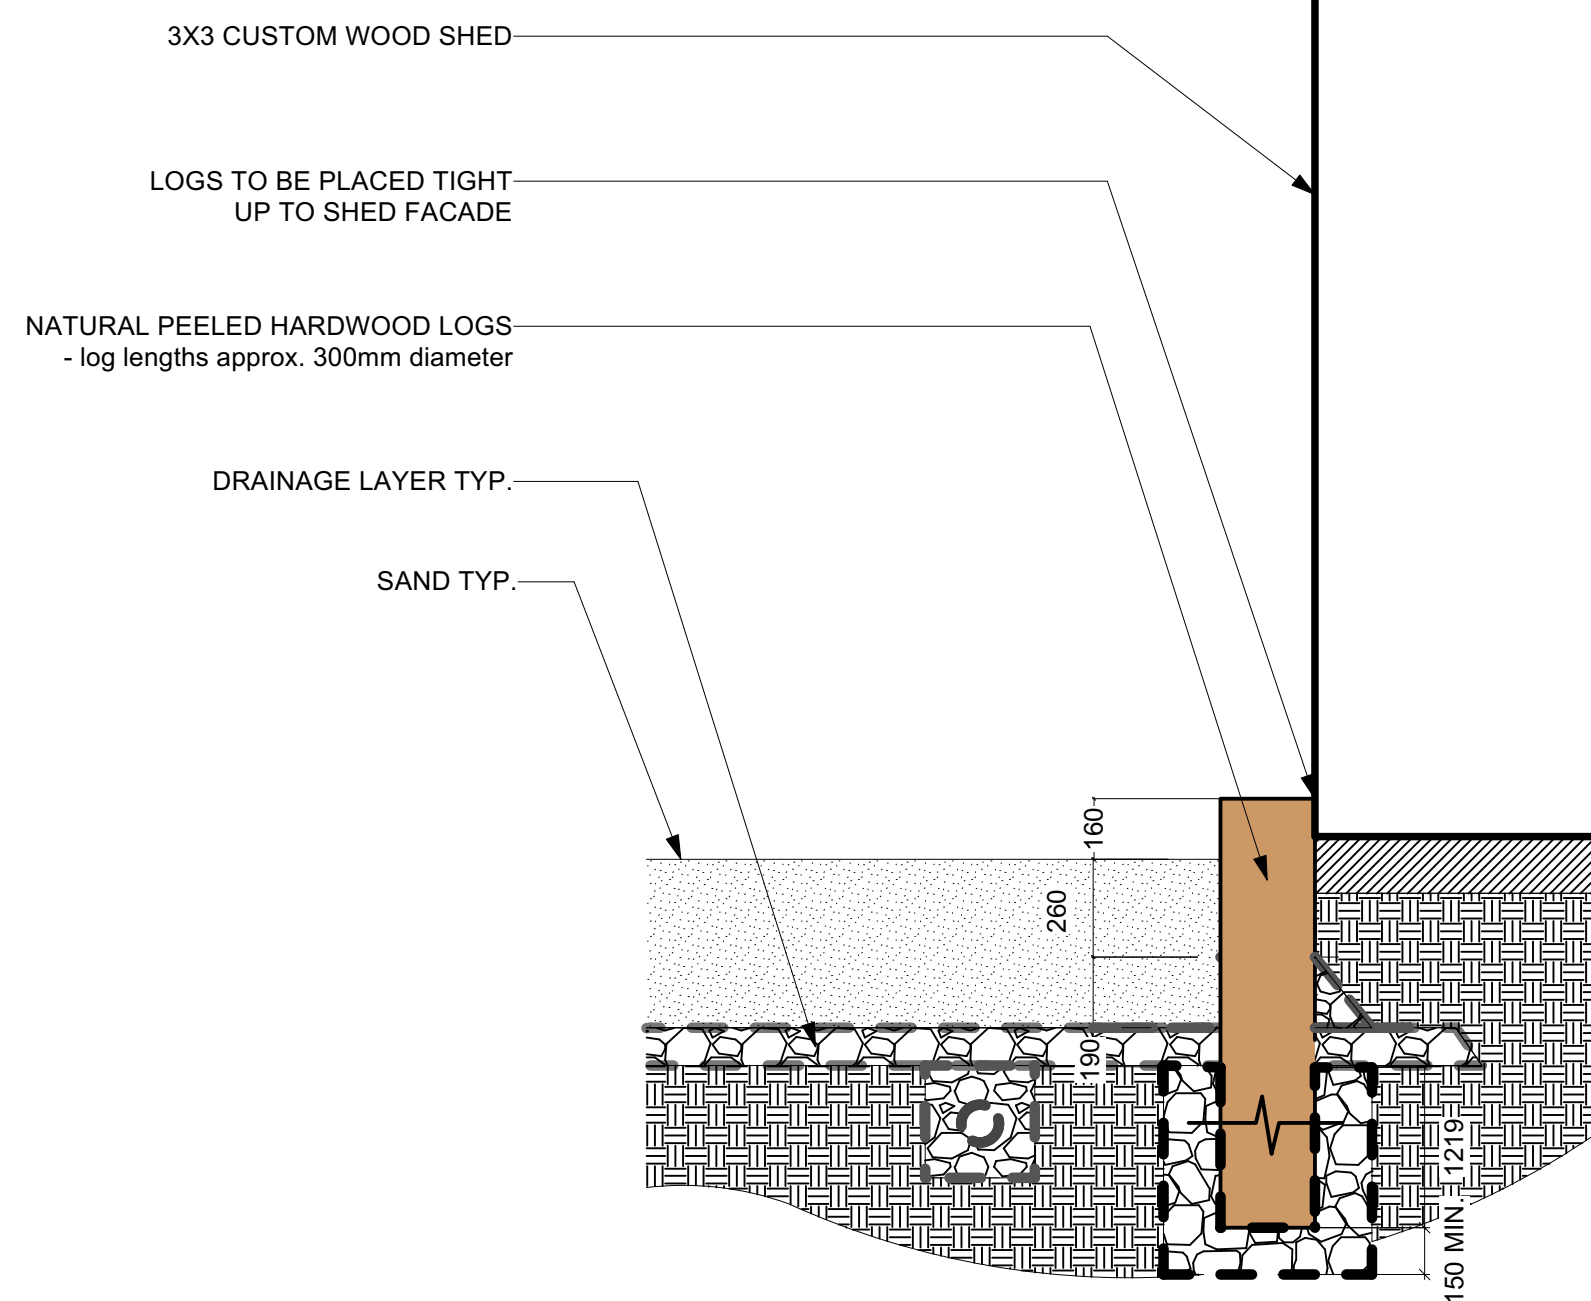 3X3 CUSTOM WOOD SHED
LOGS TO BE PLACED TIGHT
UP TO SHED FACADE
NATURAL PEELED HARDWOOD LOGS
- log lengths approx. 300mm diameter
DRAINAGE LAYER TYP.
SAND TYP.
160
260
190
1219
150 MIN.